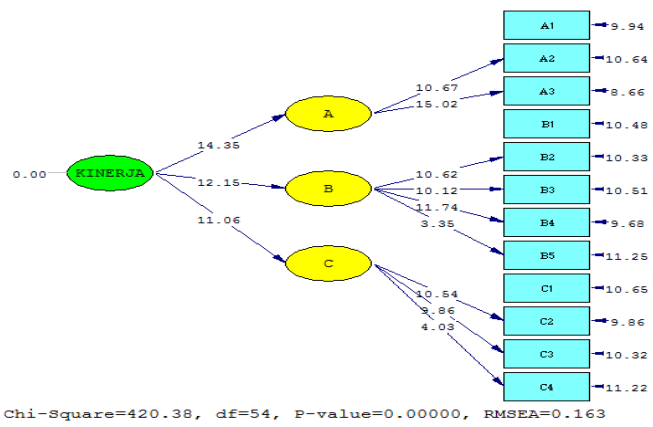 A1 9.94
A2 10.64
10.67
A3 8.66
15.02
A
B1 10.48
14.35
B2 10.33
0.00 KINERJA
10.62
12.15
B
B3 10.51
10.12
11.74
B4 9.68
11.06
3.35
B5 11.25
C
C1 10.65
10.54
9.86
C2 9.86
4.03
C3 10.32
C4 11.22
Chi-Square=420.38, df=54, P-value=0.00000, RMSEA=0.163